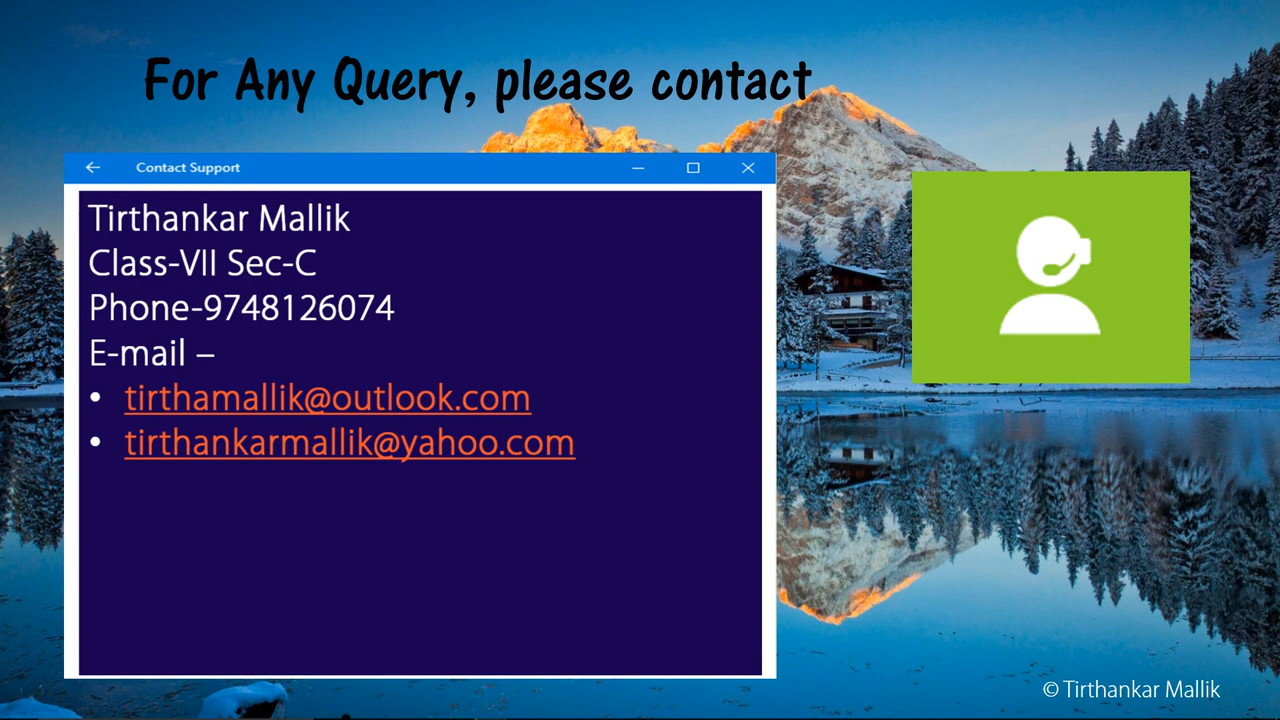 For Any Query, please contact
Contact Support
Tirthankar Mallik
Class-VII Sec-C
Phone-9748126074
E-mail –
• tirthamallik@outlook.com
• tirthankarmallik@yahoo.com
© Tirthankar Mallik